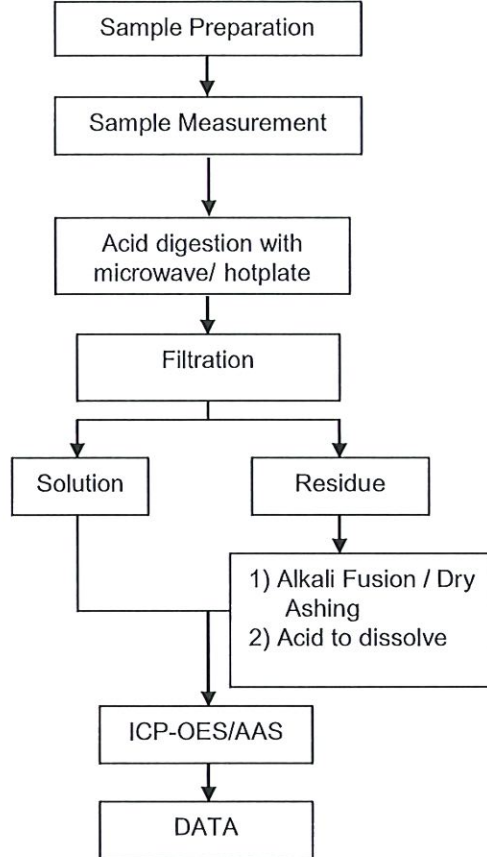 Sample Preparation
Sample Measurement
Acid digestion with
microwave/ hotplate
Filtration
Solution
Residue
1) Alkali Fusion / Dry
Ashing
2) Acid to dissolve
ICP-OES/AAS
DATA